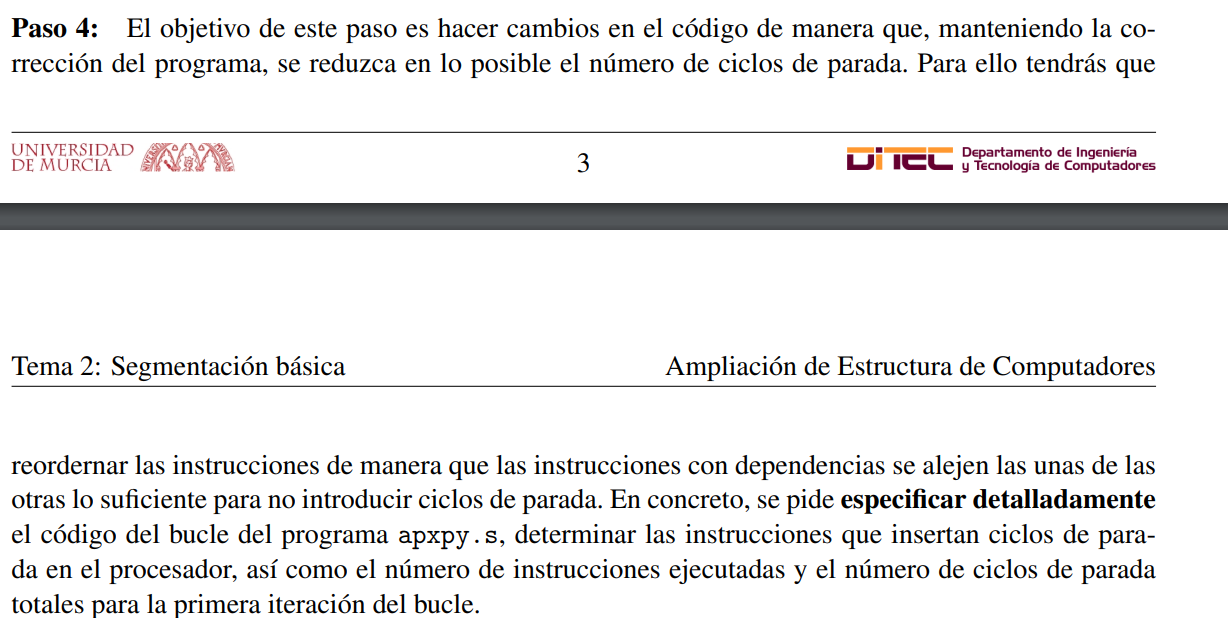 Paso 4: El objetivo de este paso es hacer cambios en el código de manera que, manteniendo la co-
rrección del programa, se reduzca en lo posible el número de ciclos de parada. Para ello tendrás que
UNIVERSIDAD
DE MURCIA
3
DiTEC
Departamento de Ingeniería
y Tecnología de Computadores
Tema 2: Segmentación básica
Ampliación de Estructura de Computadores
reordernar las instrucciones de manera que las instrucciones con dependencias se alejen las unas de las
otras lo suficiente para no introducir ciclos de parada. En concreto, se pide especificar detalladamente
el código del bucle del programa apxpy.s, determinar las instrucciones que insertan ciclos de para-
da en el procesador, así como el número de instrucciones ejecutadas y el número de ciclos de parada
totales para la primera iteración del bucle.